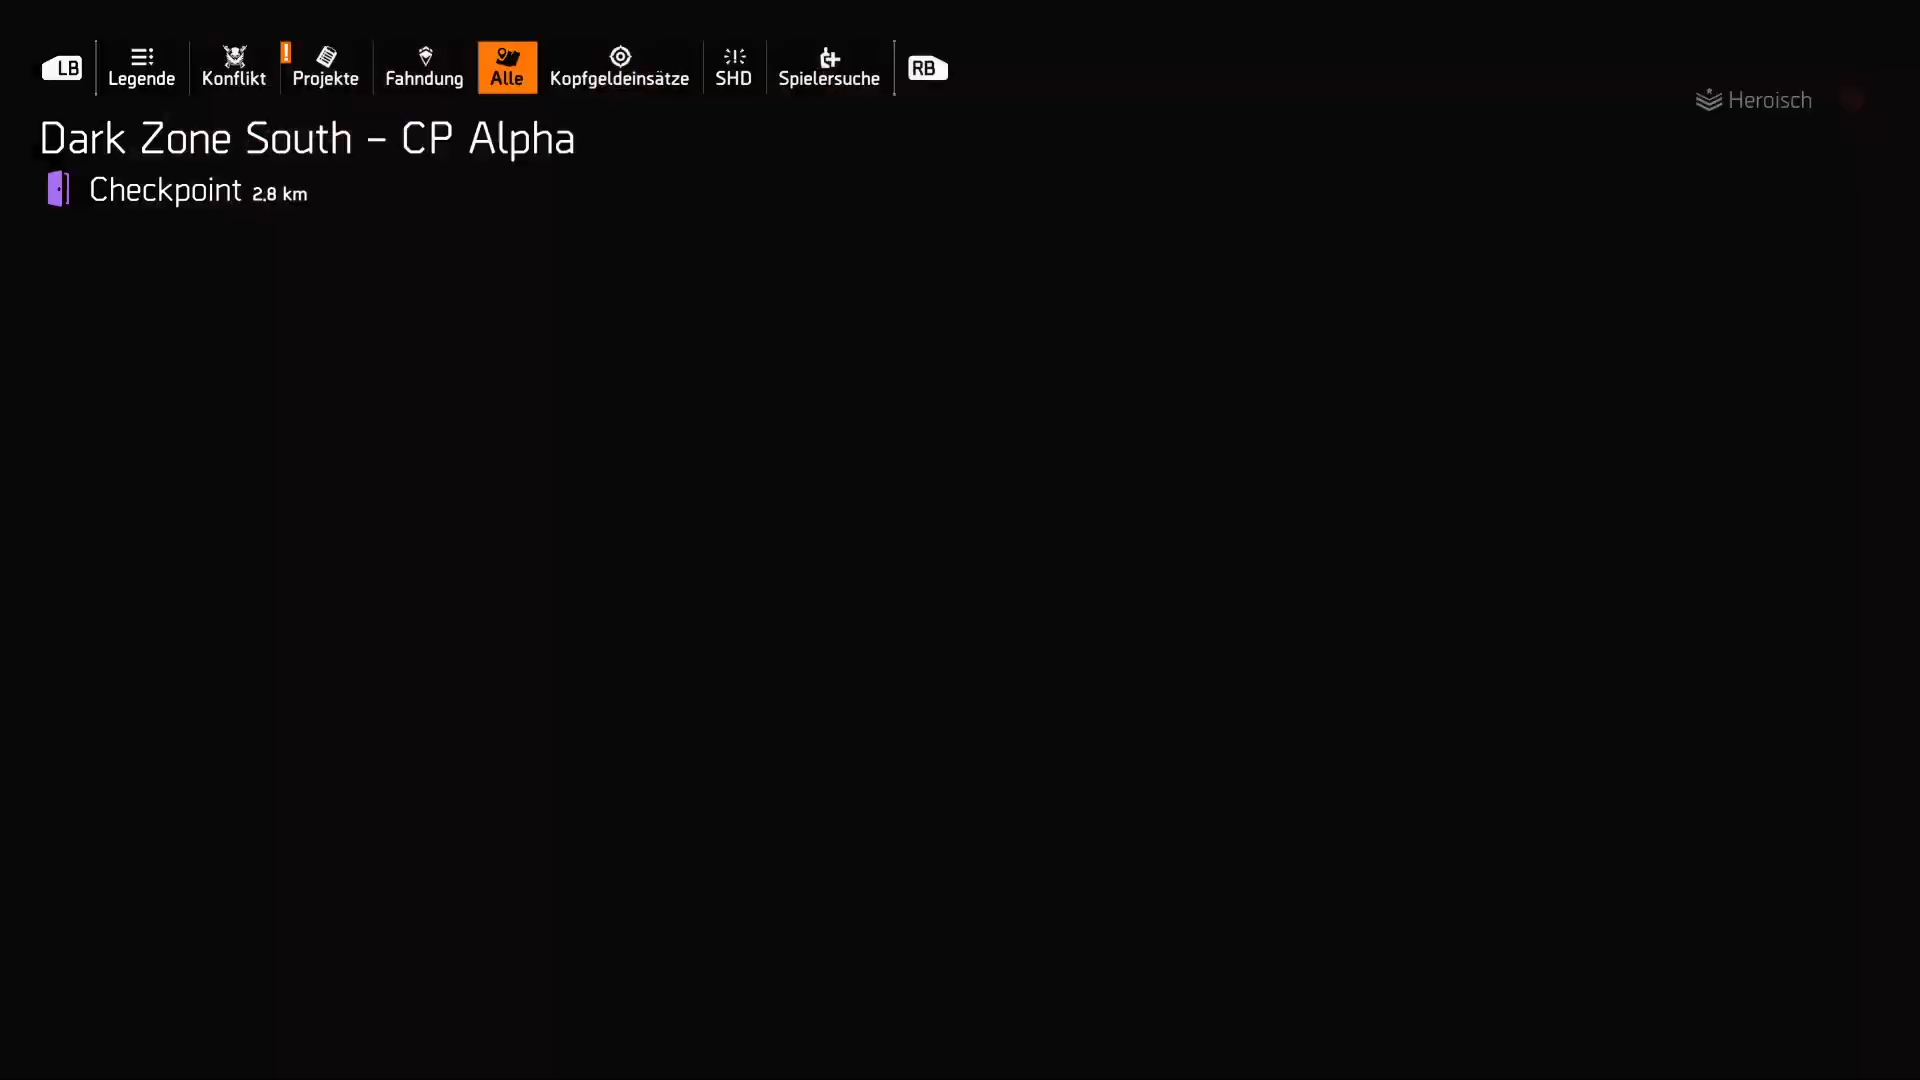 LB Legende Konflikt ! Projekte Fahndung Alle Kopfgeldeinsätze SHD Spielersuche RB
Heroisch
Dark Zone South – CP Alpha
Checkpoint 2.8 km